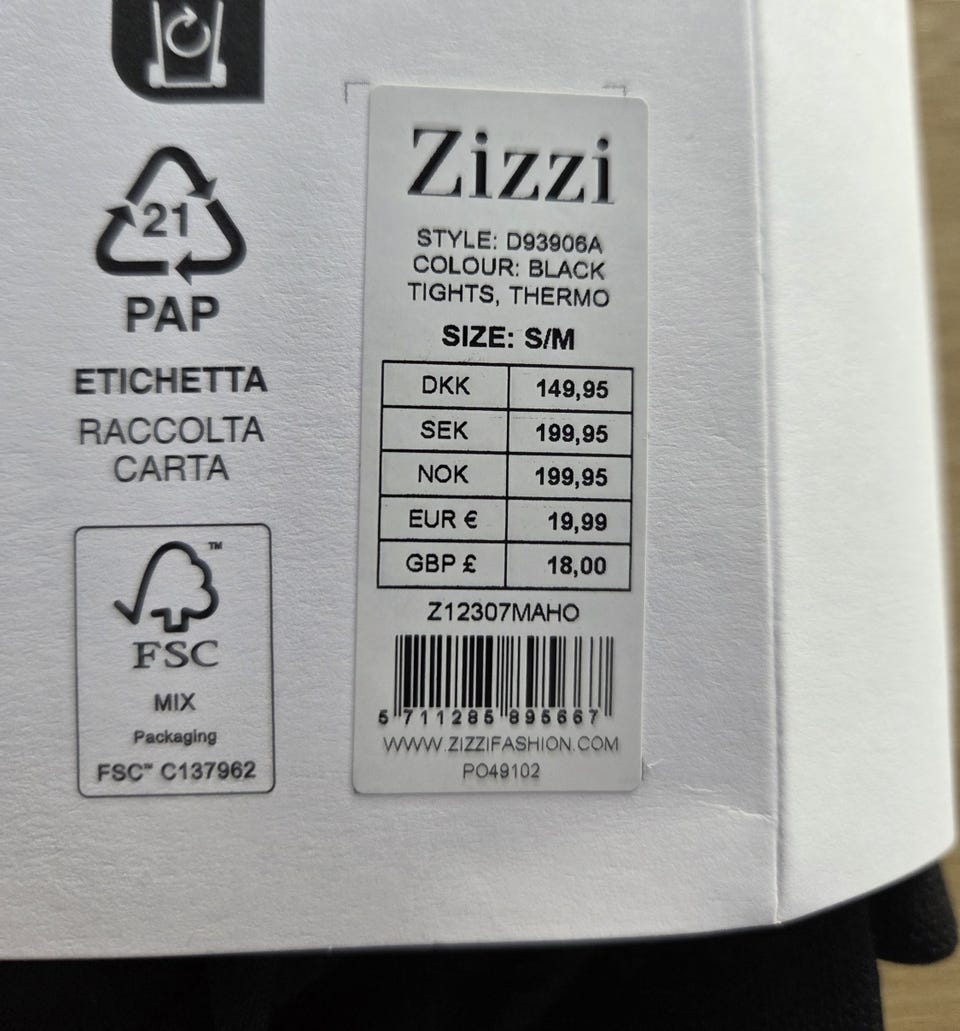 21
PAP
ETICHETTA
RACCOLTA
CARTA
FSC™
MIX
Packaging
FSC™ C137962
Zizzi
STYLE: D93906A
COLOUR: BLACK
TIGHTS, THERMO
SIZE: S/M
DKK 149,95
SEK 199,95
NOK 199,95
EUR € 19,99
GBP £ 18,00
Z12307MAHO
5 711285 895667
WWW.ZIZZIFASHION.COM
PO49102